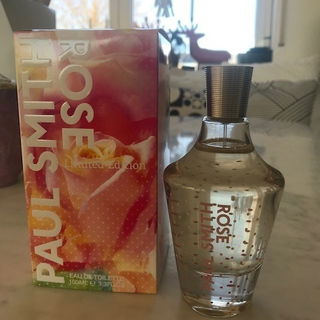 PAUL SMITH
ROSE
Limited Edition
EAU DE TOILETTE
100ML
ROSE
PAUL SMITH